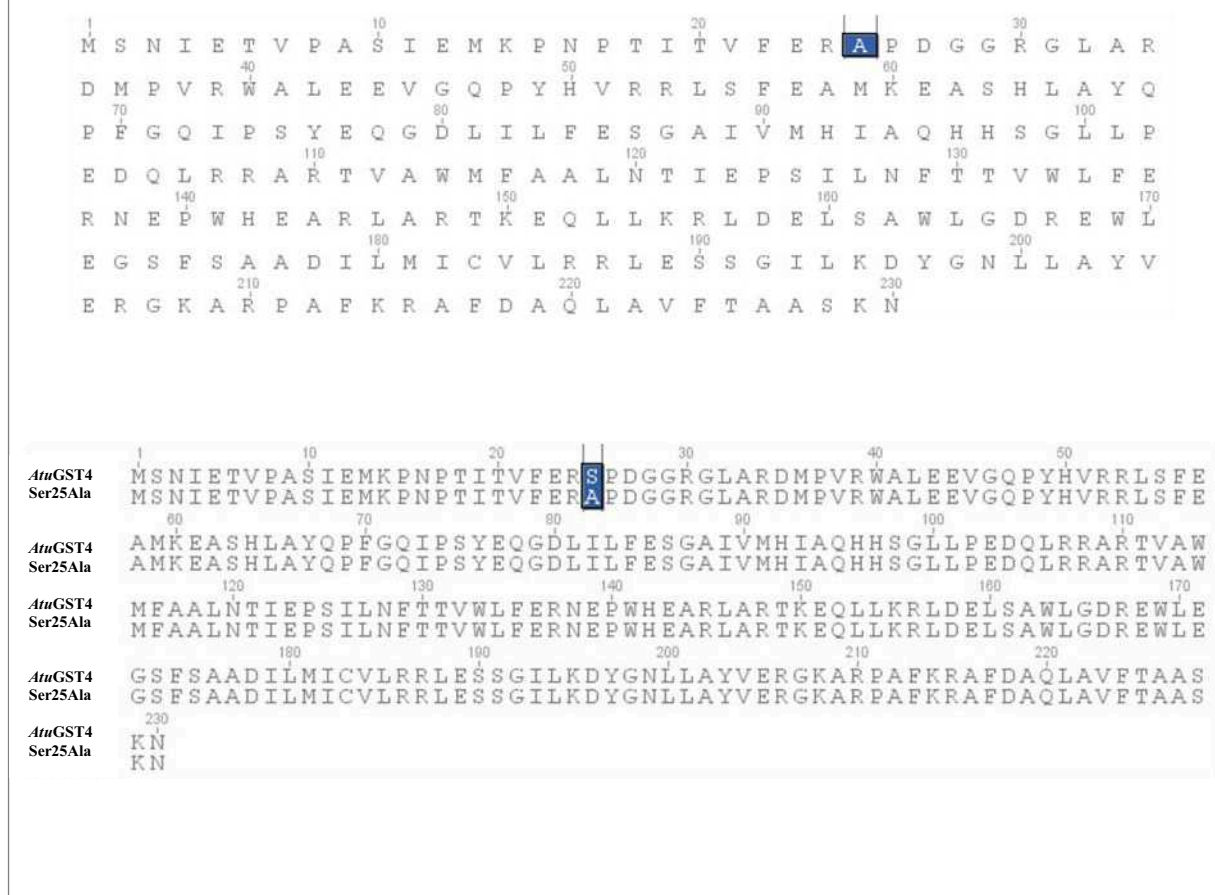 1 10 20 30
M S N I E T V P A S I E M K P N P T I T V F E R A P D G G R G L A R
40 50 60
D M P V R W A L E E V G Q P Y H V R R L S F E A M K E A S H L A Y Q
70 80 90 100
P F G Q I P S Y E Q G D L I L F E S G A I V M H I A Q H H S G L L P
110 120 130
E D Q L R R A R T V A W M F A A L N T I E P S I L N F T T V W L F E
140 150 160 170
R N E P W H E A R L A R T K E Q L L K R L D E L S A W L G D R E W L
180 190 200
E G S F S A A D I L M I C V L R R L E S S G I L K D Y G N L L A Y V
210 220 230
E R G K A R P A F K R A F D A Q L A V F T A A S K N
1 10 20 30 40 50
AtuGST4 MSNIETVPASIEMKPNPTITVFERSPDGGRGLARDMPVRWALEEVGQPYHVRRLSFE
Ser25Ala MSNIETVPASIEMKPNPTITVFERAPDGGRGLARDMPVRWALEEVGQPYHVRRLSFE
60 70 80 90 100 110
AtuGST4 AMKEASHLAYQPFGQIPSYEQGDLILFESGAIVMHIAQHHSGLLPEDQLRRARTVAW
Ser25Ala AMKEASHLAYQPFGQIPSYEQGDLILFESGAIVMHIAQHHSGLLPEDQLRRARTVAW
120 130 140 150 160 170
AtuGST4 MFAALNTIEPSILNFTTVWLFERNEPWHEARLARTKEQLLKRLDELSAWLGDREWLE
Ser25Ala MFAALNTIEPSILNFTTVWLFERNEPWHEARLARTKEQLLKRLDELSAWLGDREWLE
180 190 200 210 220
AtuGST4 GSFSAADILMICVLRRLESSGILKDYGNLLAYVERGKARPAFKRAFDAQLAVFTAAS
Ser25Ala GSFSAADILMICVLRRLESSGILKDYGNLLAYVERGKARPAFKRAFDAQLAVFTAAS
230
AtuGST4 KN
Ser25Ala KN